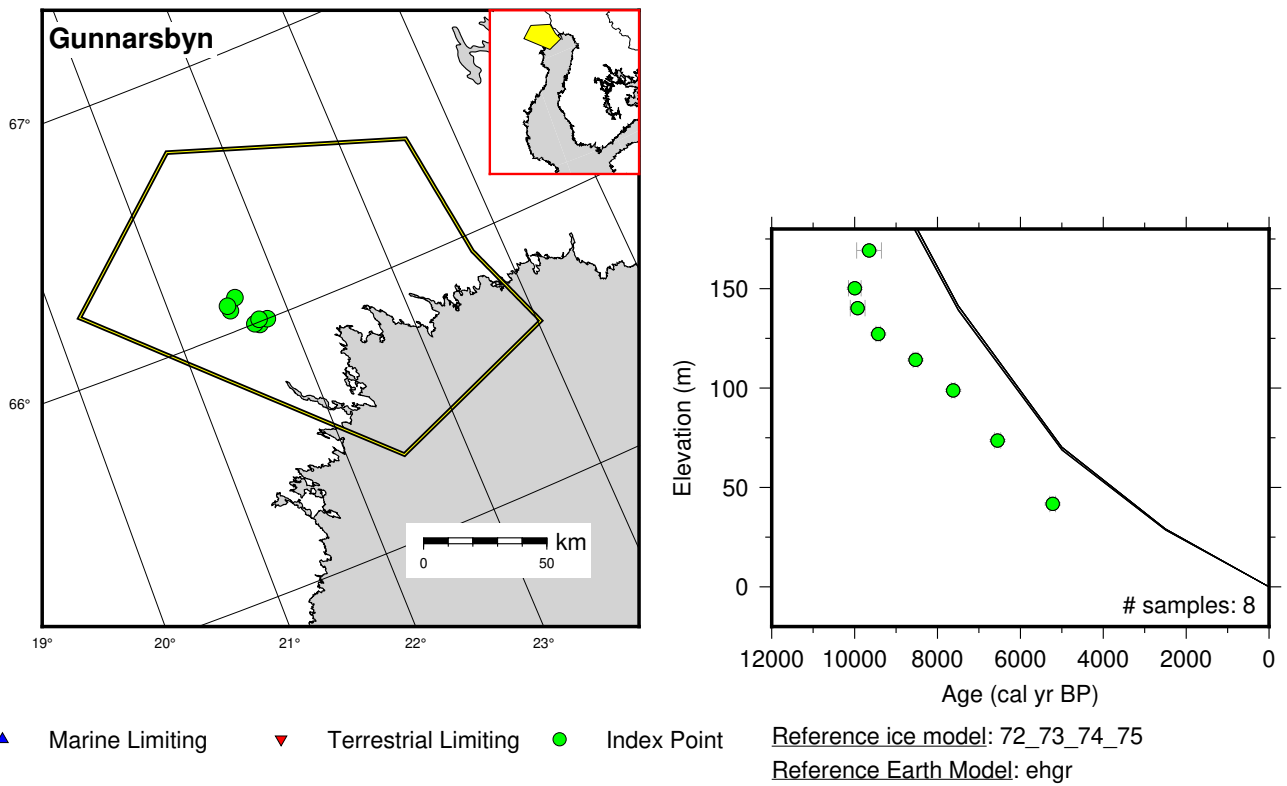 Gunnarsbyn
67°
66°
19°
20°
21°
22°
23°
km
0
50
Elevation (m)
150
100
50
0
# samples: 8
12000
10000
8000
6000
4000
2000
0
Age (cal yr BP)
Marine Limiting
Terrestrial Limiting
Index Point
Reference ice model: 72_73_74_75
Reference Earth Model: ehgr